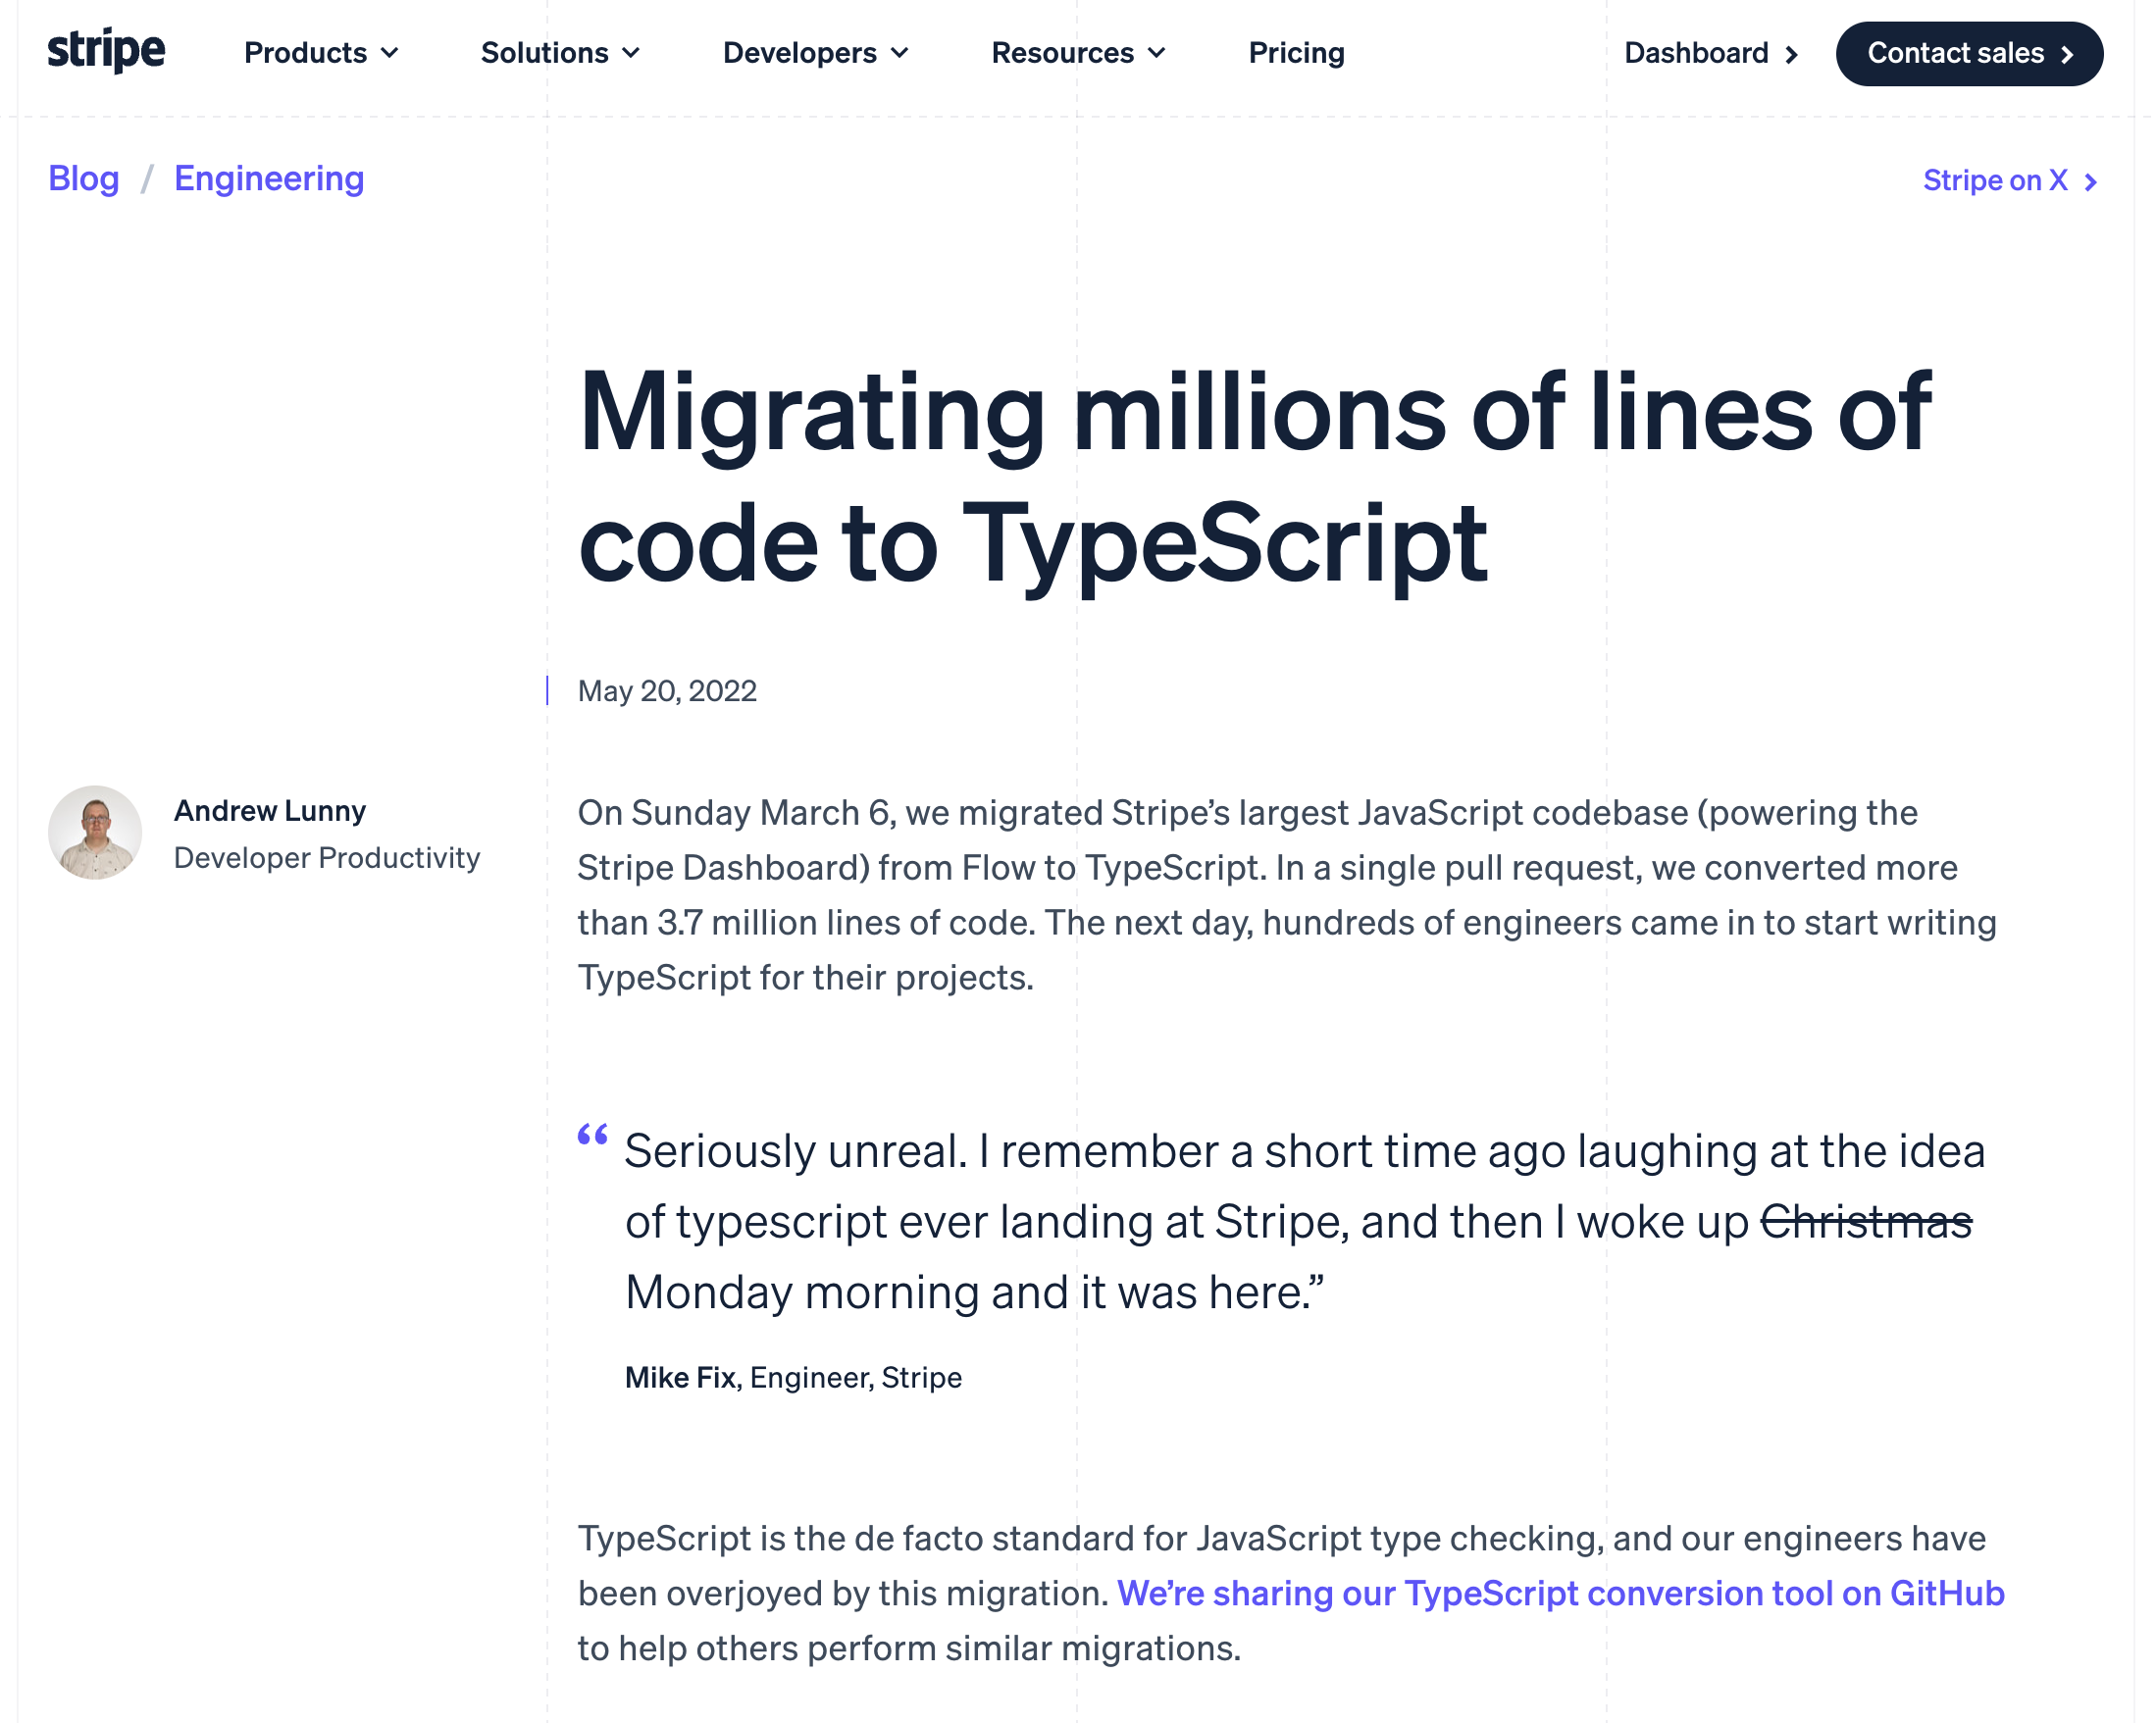 stripe Products Solutions Developers Resources Pricing Dashboard Contact sales
Blog / Engineering Stripe on X
Migrating millions of lines of
code to TypeScript
May 20, 2022
Andrew Lunny
Developer Productivity
On Sunday March 6, we migrated Stripe’s largest JavaScript codebase (powering the
Stripe Dashboard) from Flow to TypeScript. In a single pull request, we converted more
than 3.7 million lines of code. The next day, hundreds of engineers came in to start writing
TypeScript for their projects.
“Seriously unreal. I remember a short time ago laughing at the idea
of typescript ever landing at Stripe, and then I woke up Christmas
Monday morning and it was here.”
Mike Fix, Engineer, Stripe
TypeScript is the de facto standard for JavaScript type checking, and our engineers have
been overjoyed by this migration. We’re sharing our TypeScript conversion tool on GitHub
to help others perform similar migrations.